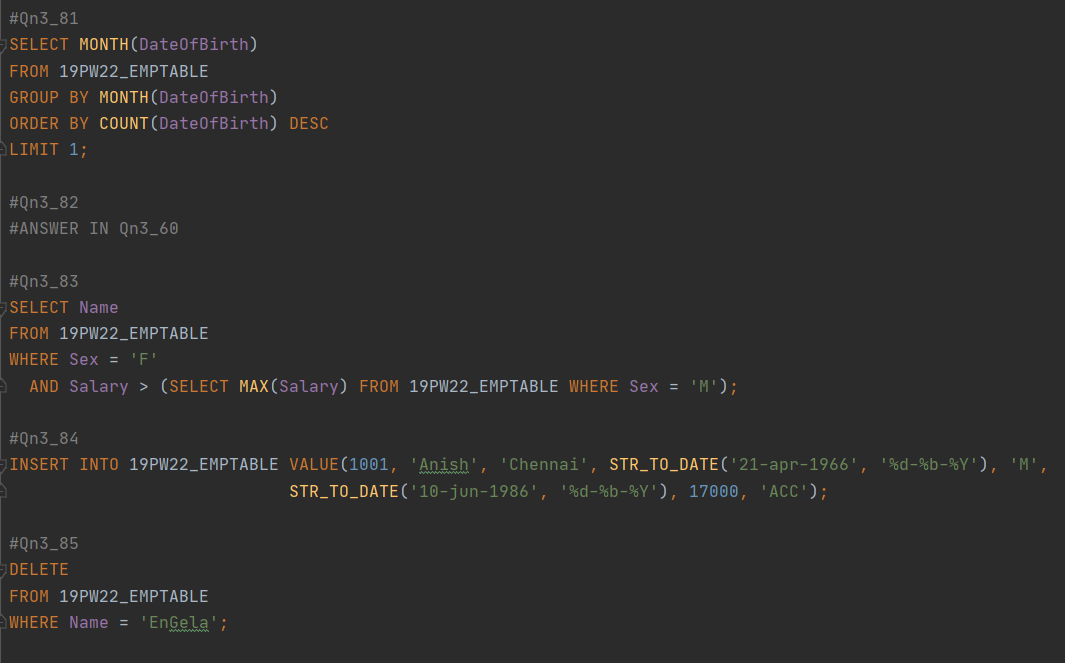 #Qn3_81
SELECT MONTH(DateOfBirth)
FROM 19PW22_EMPTABLE
GROUP BY MONTH(DateOfBirth)
ORDER BY COUNT(DateOfBirth) DESC
LIMIT 1;
#Qn3_82
#ANSWER IN Qn3_60
#Qn3_83
SELECT Name
FROM 19PW22_EMPTABLE
WHERE Sex = 'F'
  AND Salary > (SELECT MAX(Salary) FROM 19PW22_EMPTABLE WHERE Sex = 'M');
#Qn3_84
INSERT INTO 19PW22_EMPTABLE VALUE(1001, 'Anish', 'Chennai', STR_TO_DATE('21-apr-1966', '%d-%b-%Y'), 'M',
                            STR_TO_DATE('10-jun-1986', '%d-%b-%Y'), 17000, 'ACC');
#Qn3_85
DELETE
FROM 19PW22_EMPTABLE
WHERE Name = 'EnGela';